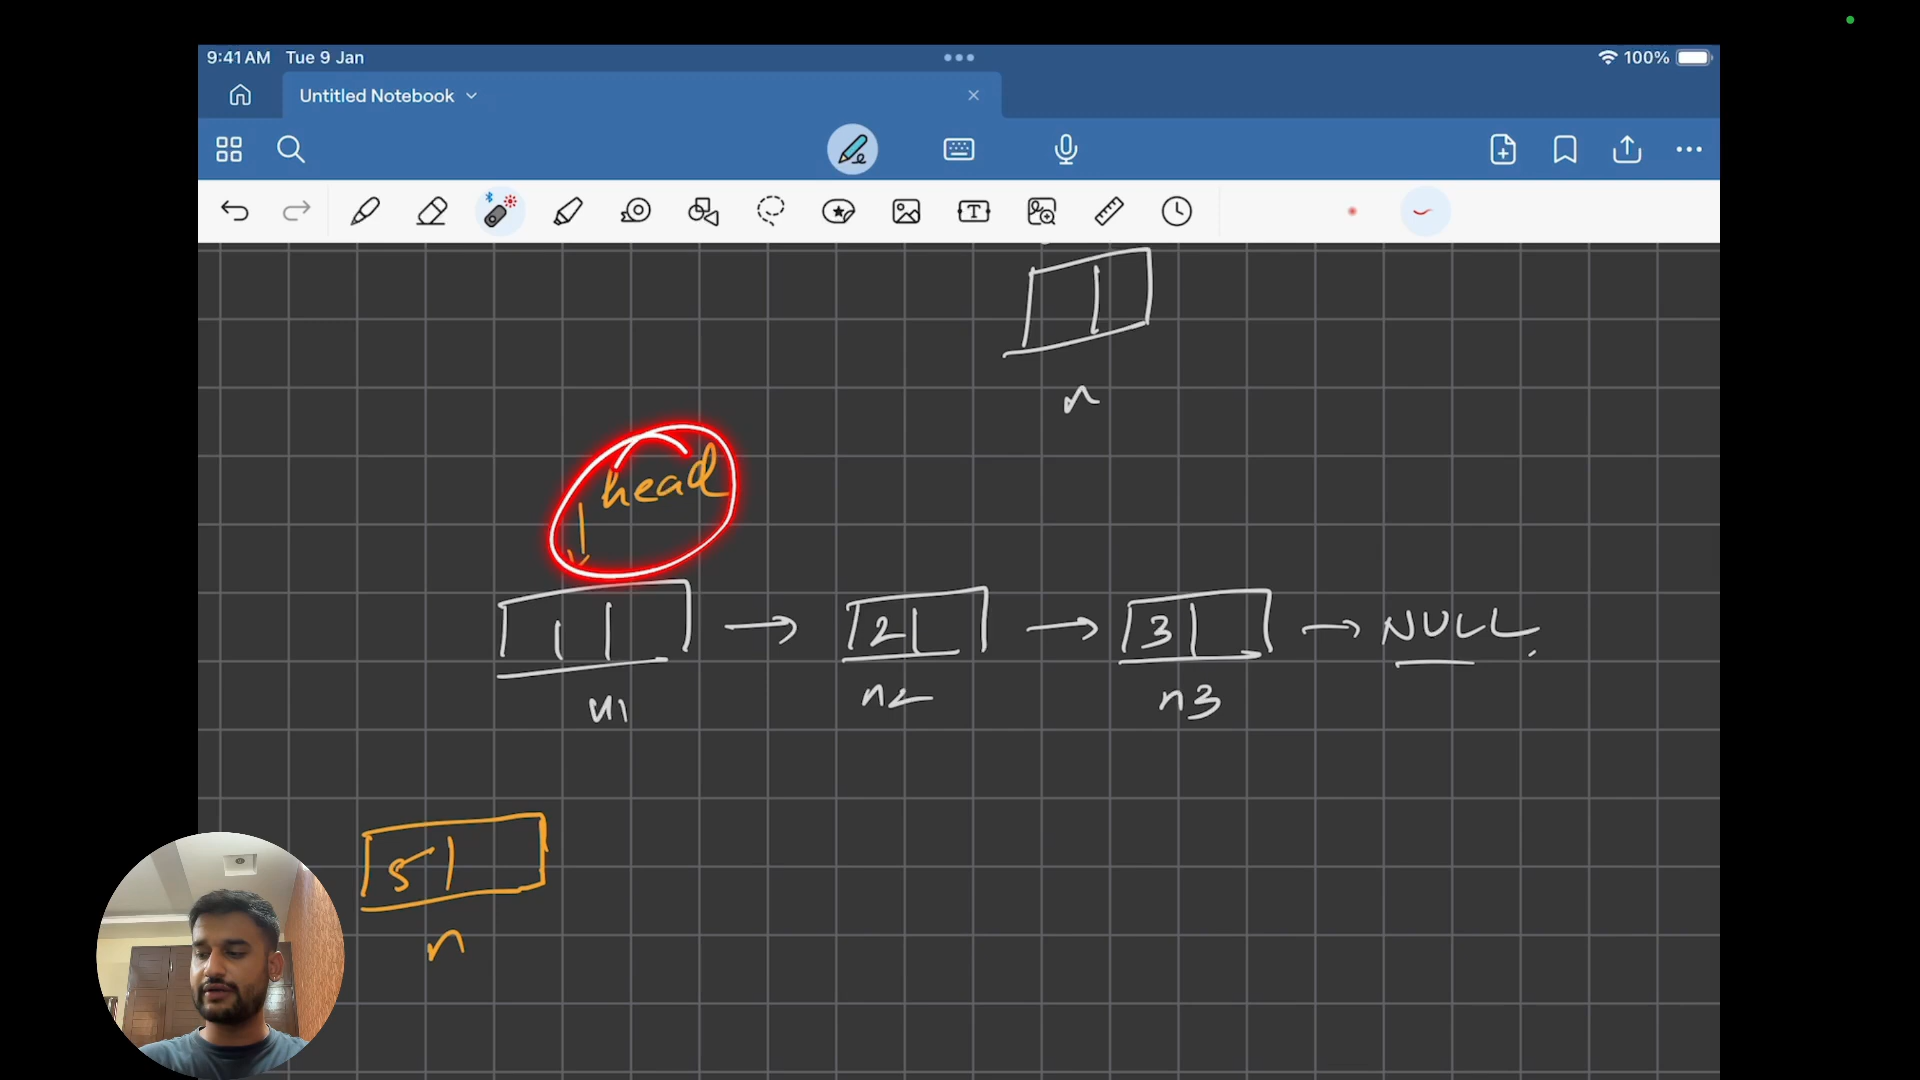 9:41 AM Tue 9 Jan 100%
Untitled Notebook
T
n
head
1 2 3 NULL
n1 n2 n3
5
n